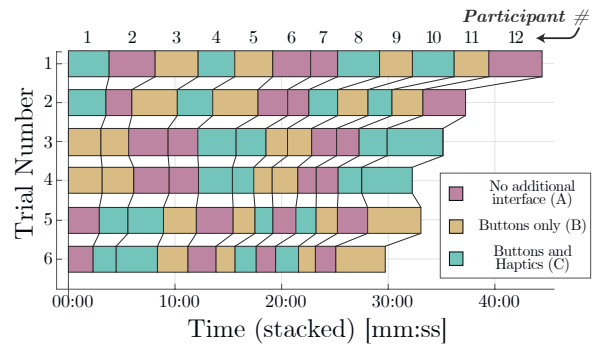 Participant #
1 2 3 4 5 6 7 8 9 10 11 12
1
2
3
4
5
6
Trial Number
No additional
interface (A)
Buttons only (B)
Buttons and
Haptics (C)
00:00 10:00 20:00 30:00 40:00
Time (stacked) [mm:ss]